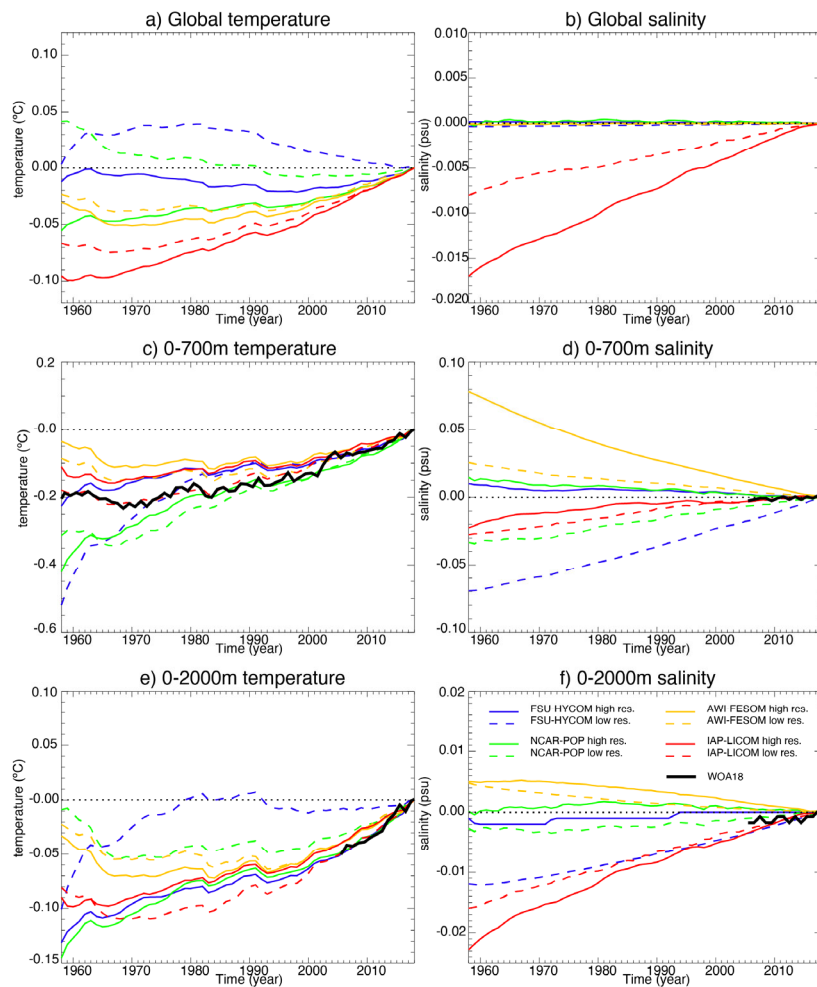 a) Global temperature
temperature (°C)
0.10
0.05
0.00
-0.05
-0.10
1960 1970 1980 1990 2000 2010
Time (year)
b) Global salinity
salinity (psu)
0.010
0.005
0.000
-0.005
-0.010
-0.015
-0.020
1960 1970 1980 1990 2000 2010
Time (year)
c) 0-700m temperature
temperature (°C)
0.2
-0.0
-0.2
-0.4
-0.6
1960 1970 1980 1990 2000 2010
Time (year)
d) 0-700m salinity
salinity (psu)
0.10
0.05
0.00
-0.05
-0.10
1960 1970 1980 1990 2000 2010
Time (year)
e) 0-2000m temperature
temperature (°C)
0.10
0.05
-0.00
-0.05
-0.10
-0.15
1960 1970 1980 1990 2000 2010
Time (year)
f) 0-2000m salinity
salinity (psu)
0.02
0.01
0.00
-0.01
-0.02
1960 1970 1980 1990 2000 2010
Time (year)
FSU-HYCOM high res.
FSU-HYCOM low res.
NCAR-POP high res.
NCAR-POP low res.
AWI-FESOM high res.
AWI-FESOM low res.
IAP-LICOM high res.
IAP-LICOM low res.
WOA18